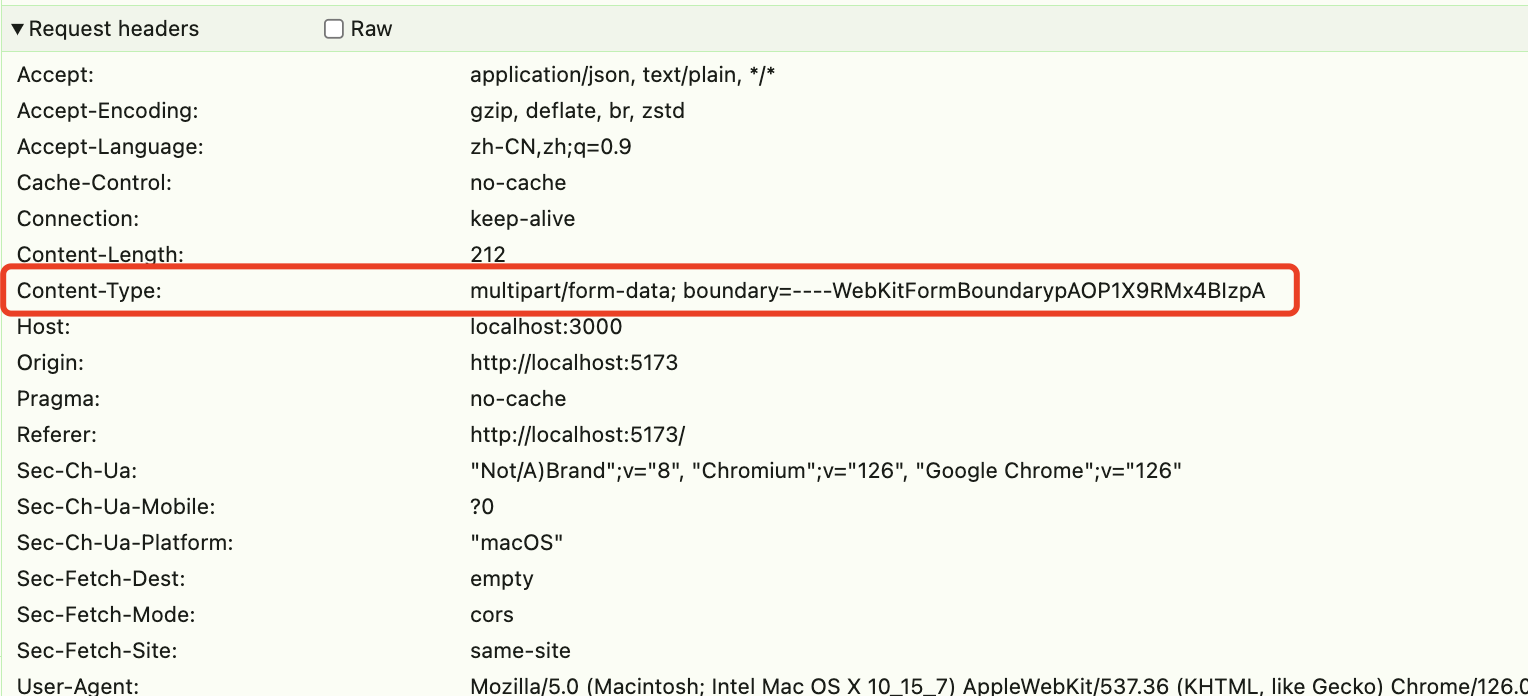 ▼Request headers Raw
Accept: application/json, text/plain, */*
Accept-Encoding: gzip, deflate, br, zstd
Accept-Language: zh-CN,zh;q=0.9
Cache-Control: no-cache
Connection: keep-alive
Content-Length: 212
Content-Type: multipart/form-data; boundary=----WebKitFormBoundarypAOP1X9RMx4BIzpA
Host: localhost:3000
Origin: http://localhost:5173
Pragma: no-cache
Referer: http://localhost:5173/
Sec-Ch-Ua: "Not/A)Brand";v="8", "Chromium";v="126", "Google Chrome";v="126"
Sec-Ch-Ua-Mobile: ?0
Sec-Ch-Ua-Platform: "macOS"
Sec-Fetch-Dest: empty
Sec-Fetch-Mode: cors
Sec-Fetch-Site: same-site
User-Agent: Mozilla/5.0 (Macintosh; Intel Mac OS X 10_15_7) AppleWebKit/537.36 (KHTML, like Gecko) Chrome/126.0